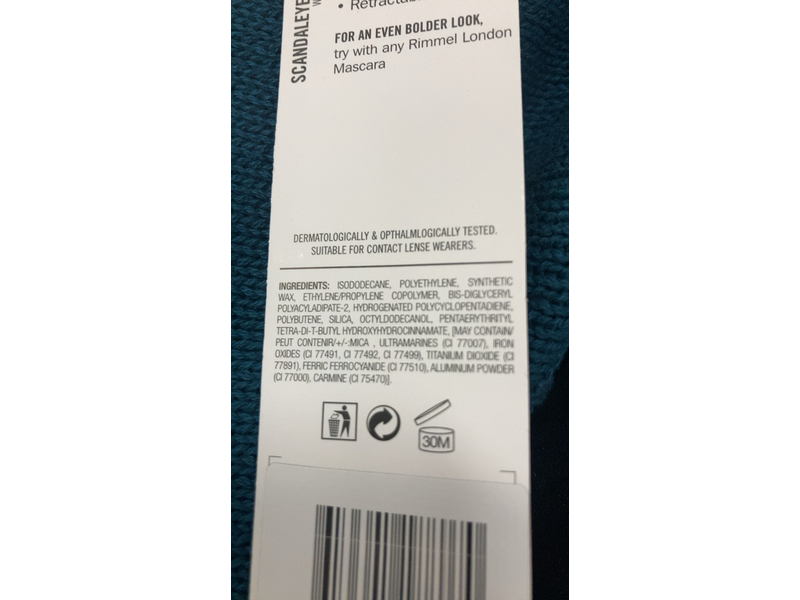 SCANDALEYE
• Retractab
FOR AN EVEN BOLDER LOOK,
try with any Rimmel London
Mascara
DERMATOLOGICALLY & OPTHALMLOGICALLY TESTED.
SUITABLE FOR CONTACT LENSE WEARERS.
INGREDIENTS: ISODODECANE, POLYETHYLENE, SYNTHETIC
WAX, ETHYLENE/PROPYLENE COPOLYMER, BIS-DIGLYCERYL
POLYACYLADIPATE-2, HYDROGENATED POLYCYCLOPENTADIENE,
POLYBUTENE, SILICA, OCTYLDODECANOL, PENTAERYTHRITYL
TETRA-DI-T-BUTYL HYDROXYHYDROCINNAMATE, [MAY CONTAIN/
PEUT CONTENIR/+/-:MICA , ULTRAMARINES (CI 77007), IRON
OXIDES (CI 77491, CI 77492, CI 77499), TITANIUM DIOXIDE (CI
77891), FERRIC FERROCYANIDE (CI 77510), ALUMINUM POWDER
(CI 77000), CARMINE (CI 75470)].
30M